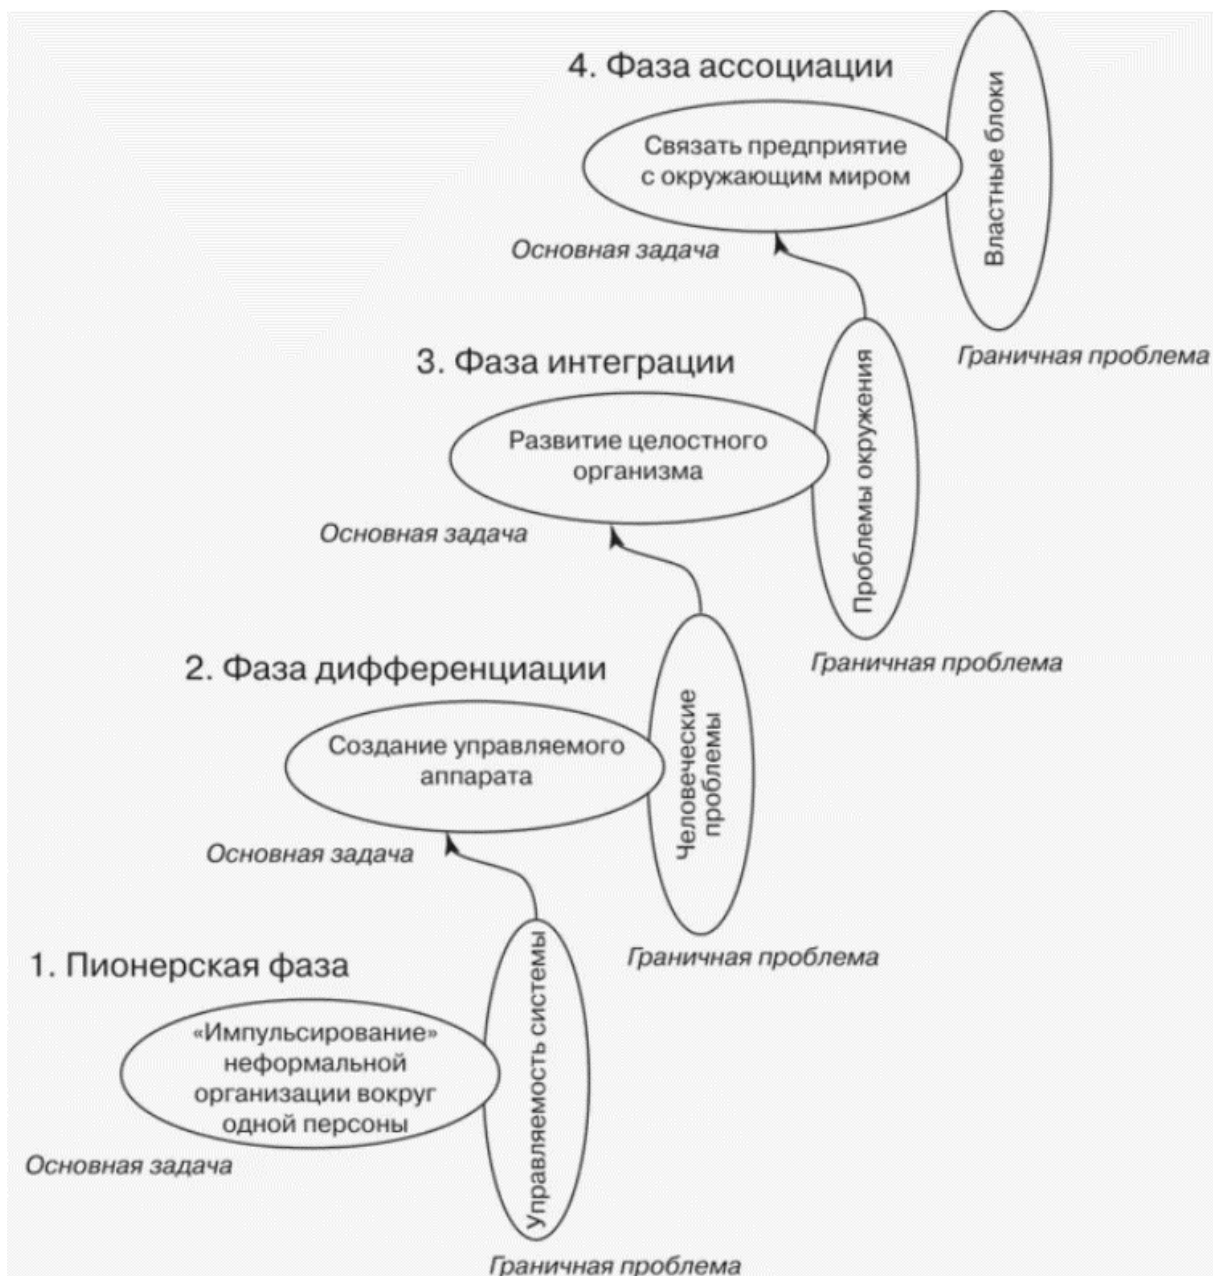 4. Фаза ассоциации
Связать предприятие
с окружающим миром
Властные блоки
Основная задача
Граничная проблема
3. Фаза интеграции
Развитие целостного
организма
Проблемы окружения
Основная задача
Граничная проблема
2. Фаза дифференциации
Создание управляемого
аппарата
Человеческие
проблемы
Основная задача
Граничная проблема
1. Пионерская фаза
«Импульсирование»
неформальной
организации вокруг
одной персоны
Управляемость системы
Основная задача
Граничная проблема